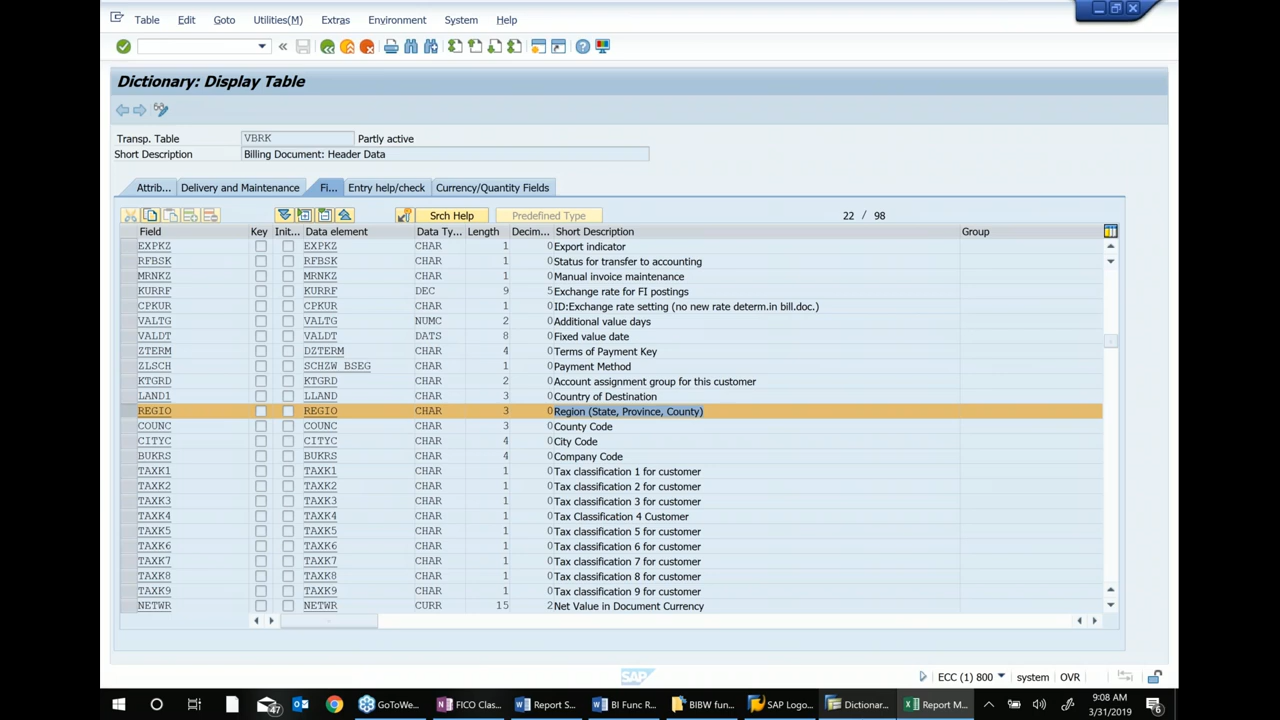 Table Edit Goto Utilities(M) Extras Environment System Help
Dictionary: Display Table
Transp. Table VBRK Partly active
Short Description Billing Document: Header Data
Attrib... Delivery and Maintenance Fi... Entry help/check Currency/Quantity Fields
Srch Help Predefined Type 22 / 98
Field Key Init... Data element Data Ty... Length Decim... Short Description Group
EXPKZ EXPKZ CHAR 1 0 Export indicator
RFBSK RFBSK CHAR 1 0 Status for transfer to accounting
MRNKZ MRNKZ CHAR 1 0 Manual invoice maintenance
KURRF KURRF DEC 9 5 Exchange rate for FI postings
CPKUR CPKUR CHAR 1 0 ID:Exchange rate setting (no new rate determ.in bill.doc.)
VALTG VALTG NUMC 2 0 Additional value days
VALDT VALDT DATS 8 0 Fixed value date
ZTERM DZTERM CHAR 4 0 Terms of Payment Key
ZLSCH SCHZW_BSEG CHAR 1 0 Payment Method
KTGRD KTGRD CHAR 2 0 Account assignment group for this customer
LAND1 LLAND CHAR 3 0 Country of Destination
REGIO REGIO CHAR 3 0 Region (State, Province, County)
COUNC COUNC CHAR 3 0 County Code
CITYC CITYC CHAR 4 0 City Code
BUKRS BUKRS CHAR 4 0 Company Code
TAXK1 TAXK1 CHAR 1 0 Tax classification 1 for customer
TAXK2 TAXK2 CHAR 1 0 Tax classification 2 for customer
TAXK3 TAXK3 CHAR 1 0 Tax classification 3 for customer
TAXK4 TAXK4 CHAR 1 0 Tax Classification 4 Customer
TAXK5 TAXK5 CHAR 1 0 Tax classification 5 for customer
TAXK6 TAXK6 CHAR 1 0 Tax classification 6 for customer
TAXK7 TAXK7 CHAR 1 0 Tax classification 7 for customer
TAXK8 TAXK8 CHAR 1 0 Tax classification 8 for customer
TAXK9 TAXK9 CHAR 1 0 Tax classification 9 for customer
NETWR NETWR CURR 15 2 Net Value in Document Currency
SAP ECC (1) 800 system OVR
47 GoToWe... FICO Clas... Report S... BI Func R... BIBW fun... SAP Logo... Dictionar... Report M... 9:08 AM
3/31/2019 6